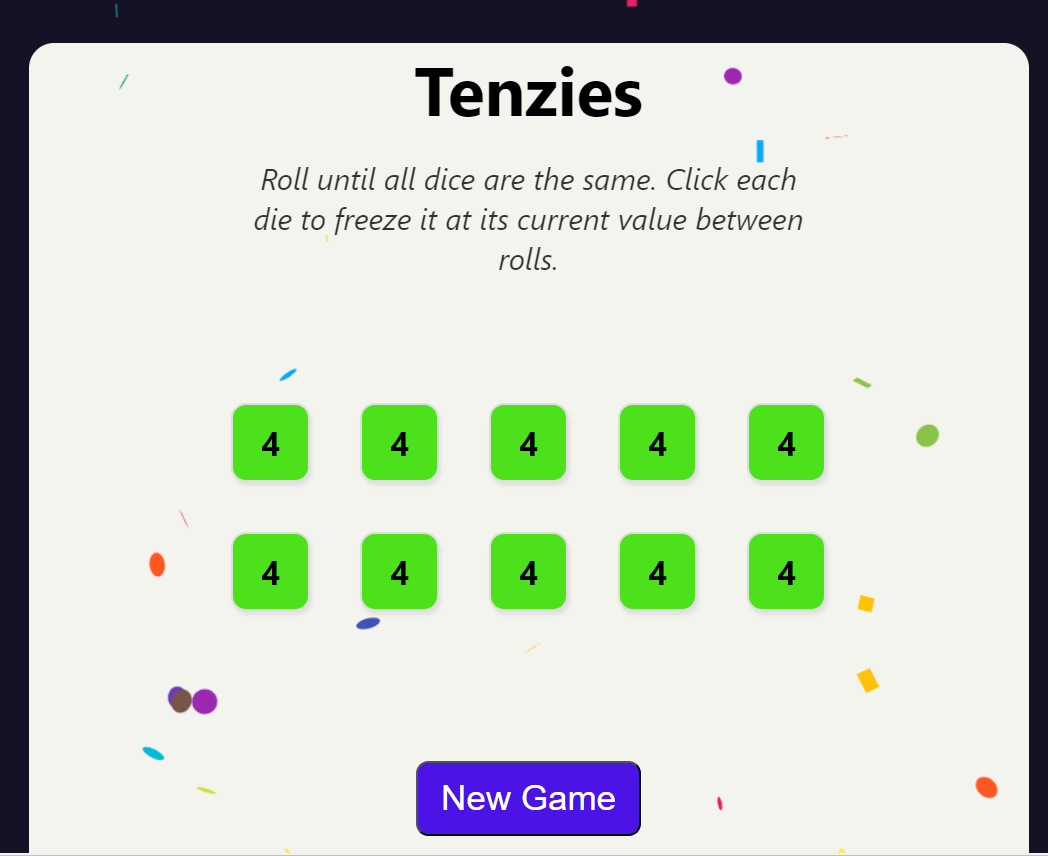 Tenzies
Roll until all dice are the same. Click each
die to freeze it at its current value between
rolls.
4 4 4 4 4
4 4 4 4 4
New Game